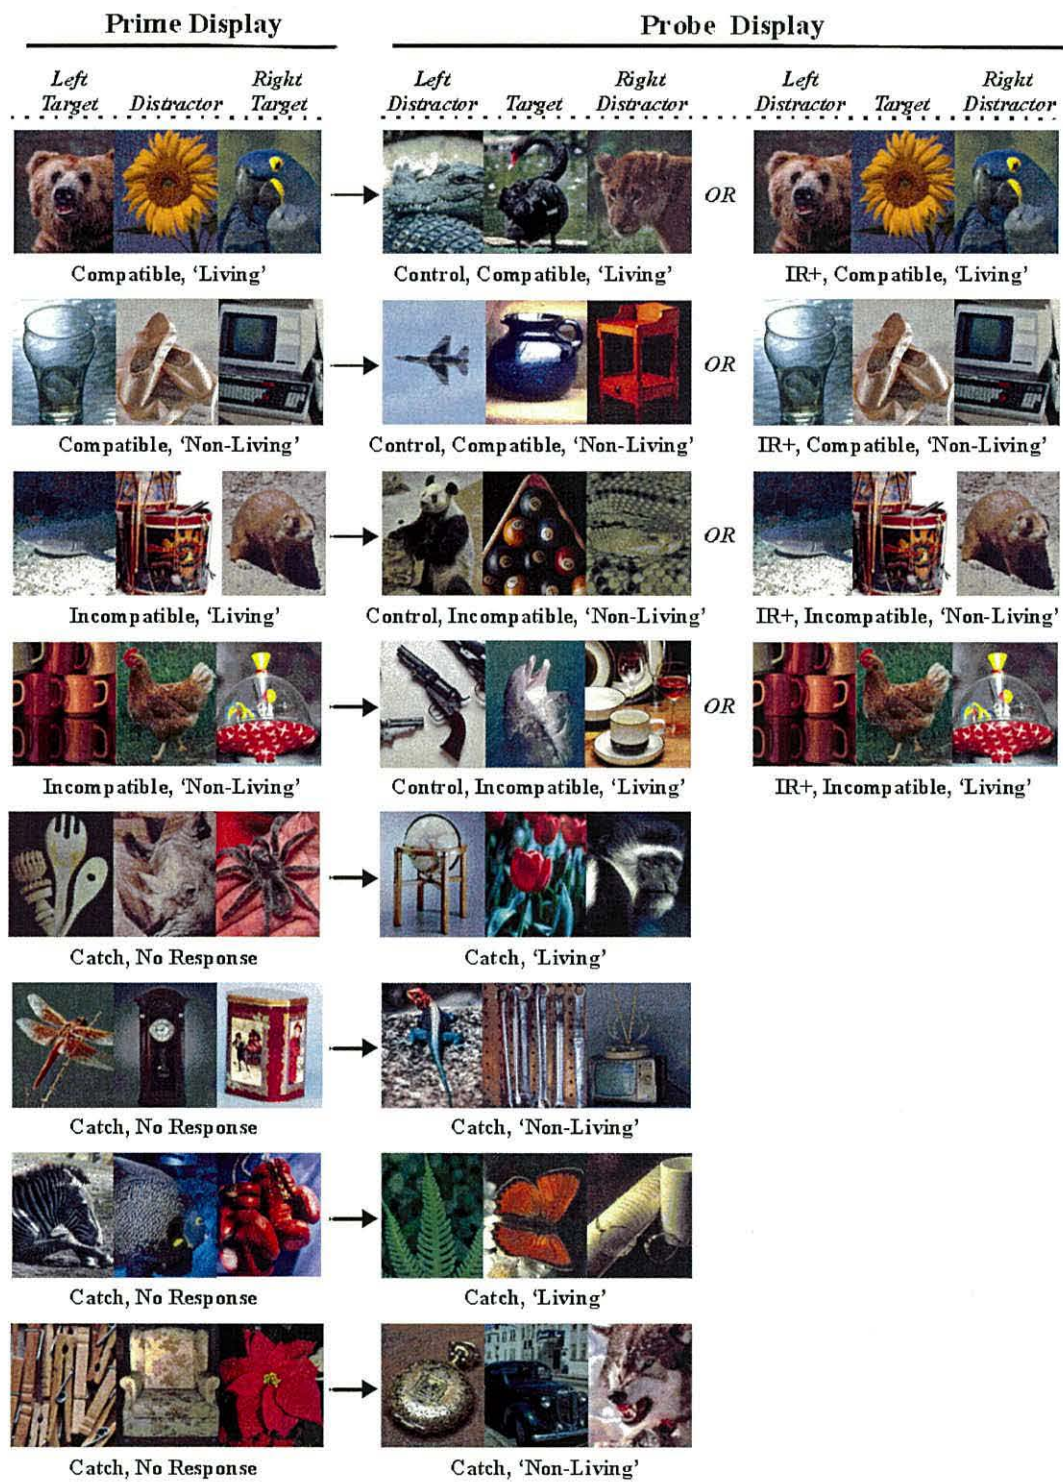 Prime Display
Probe Display
Left Target
Distractor
Right Target
Left Distractor
Target
Right Distractor
Left Distractor
Target
Right Distractor
OR
Compatible, ‘Living’
Control, Compatible, ‘Living’
IR+, Compatible, ‘Living’
OR
Compatible, ‘Non-Living’
Control, Compatible, ‘Non-Living’
IR+, Compatible, ‘Non-Living’
OR
Incompatible, ‘Living’
Control, Incompatible, ‘Non-Living’
IR+, Incompatible, ‘Non-Living’
OR
Incompatible, ‘Non-Living’
Control, Incompatible, ‘Living’
IR+, Incompatible, ‘Living’
Catch, No Response
Catch, ‘Living’
Catch, No Response
Catch, ‘Non-Living’
Catch, No Response
Catch, ‘Living’
Catch, No Response
Catch, ‘Non-Living’